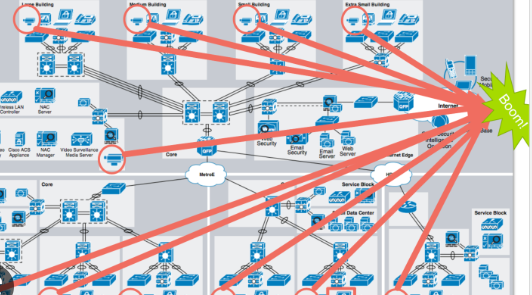 Large Building
Medium Building
Small Building
Extra Small Building
Wireless LAN
Controller
NAC
Server
Internet
Cisco ACS
Appliance
NAC
Manager
Video Surveillance
Media Server
Core
Security
Email
Security
Email
Server
Web
Server
Internet Edge
Boom!
MetroE
Core
Service Block
Data Center
Service Block